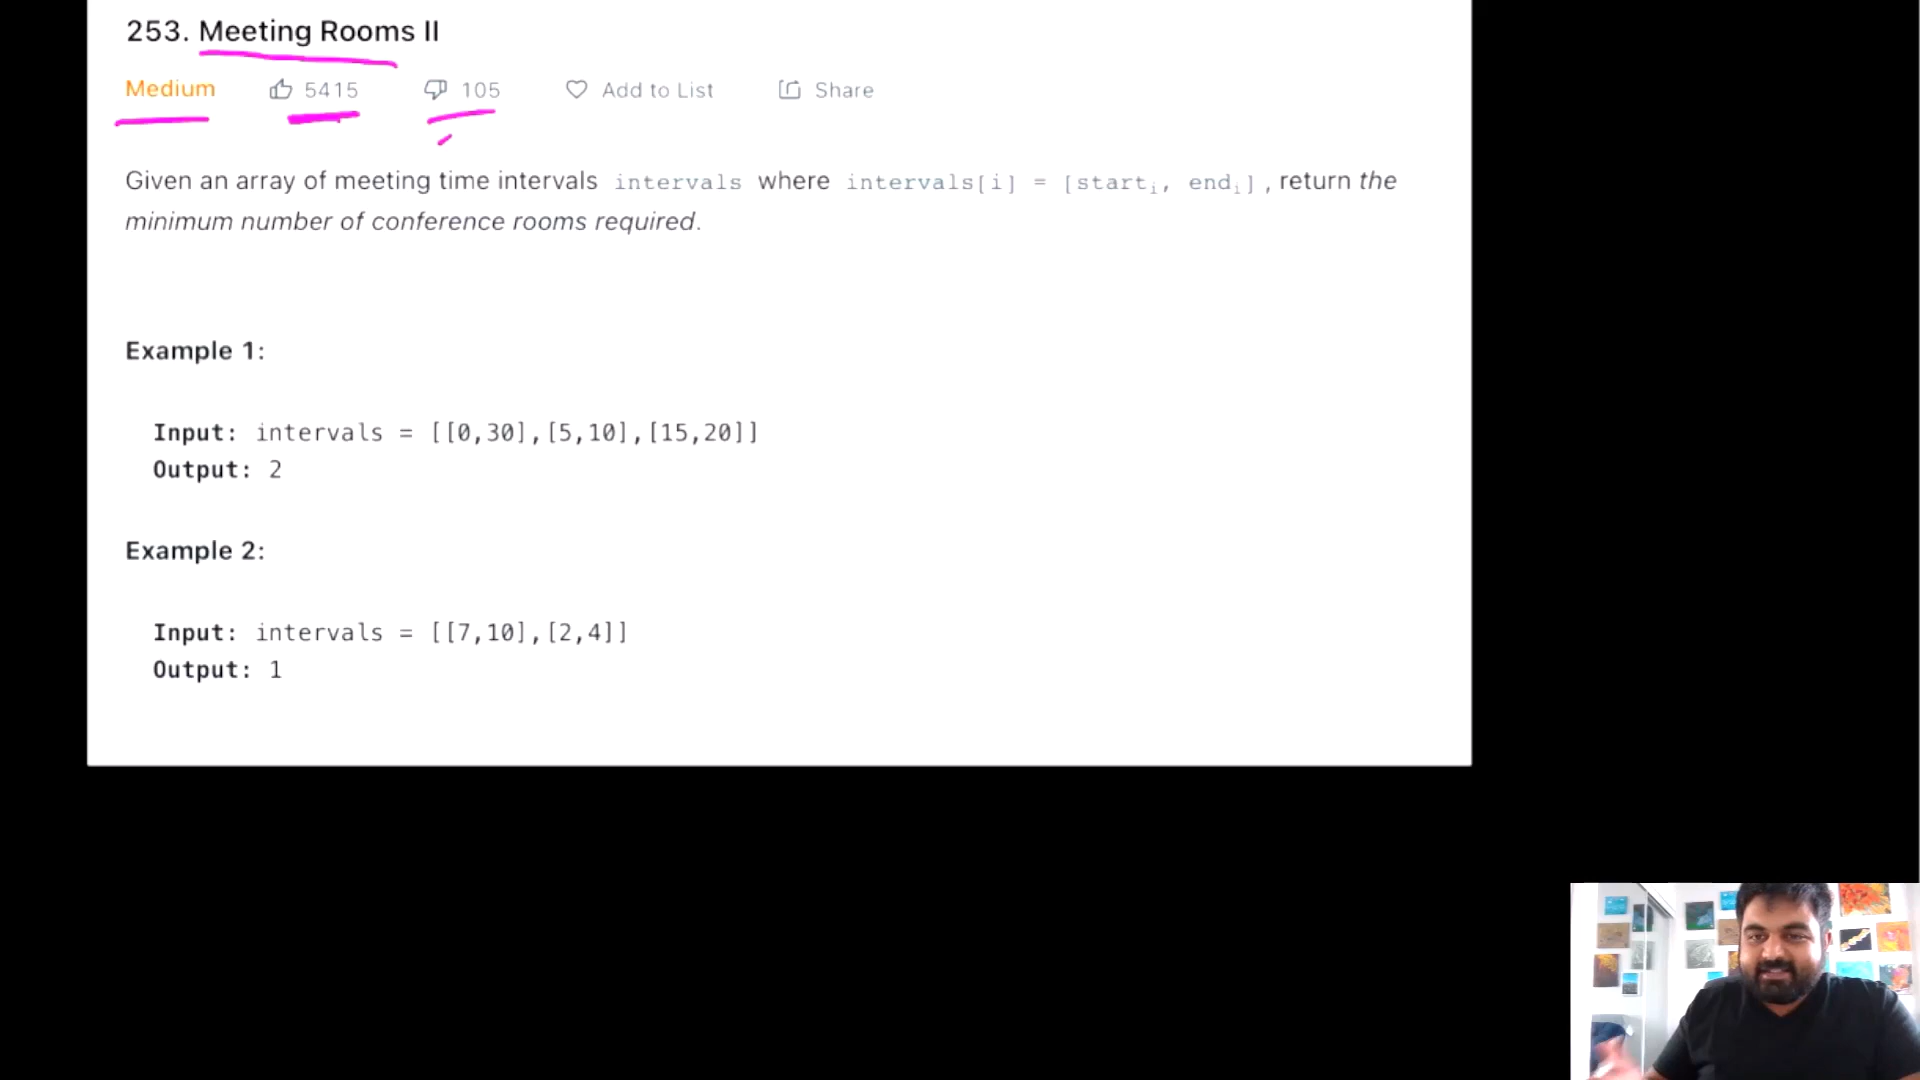 253. Meeting Rooms II
Medium 5415 105 Add to List Share
Given an array of meeting time intervals intervals where intervals[i] = [startᵢ, endᵢ], return the
minimum number of conference rooms required.
Example 1:
Input: intervals = [[0,30],[5,10],[15,20]]
Output: 2
Example 2:
Input: intervals = [[7,10],[2,4]]
Output: 1